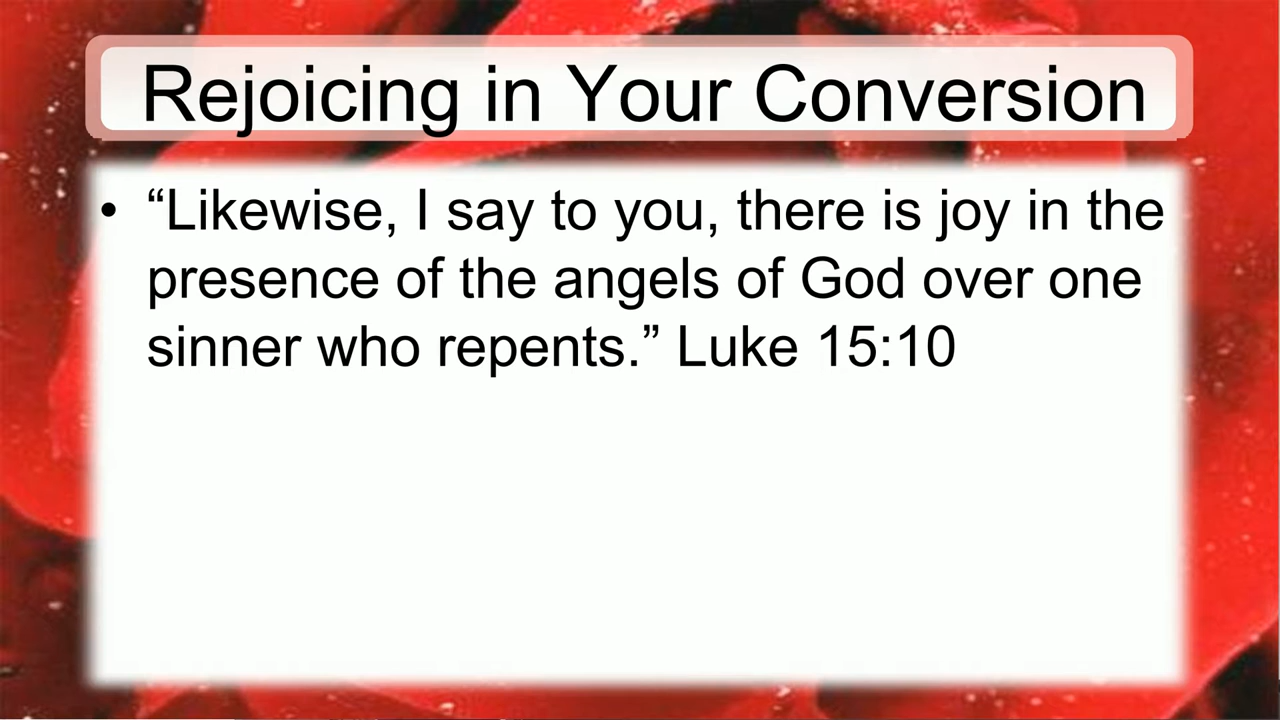 Rejoicing in Your Conversion
• “Likewise, I say to you, there is joy in the
presence of the angels of God over one
sinner who repents.” Luke 15:10